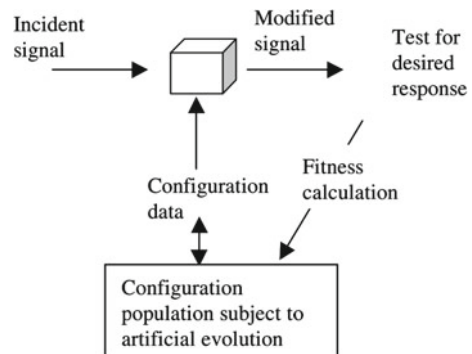 Incident
signal
Modified
signal
Test for
desired
response
Configuration
data
Fitness
calculation
Configuration
population subject to
artificial evolution